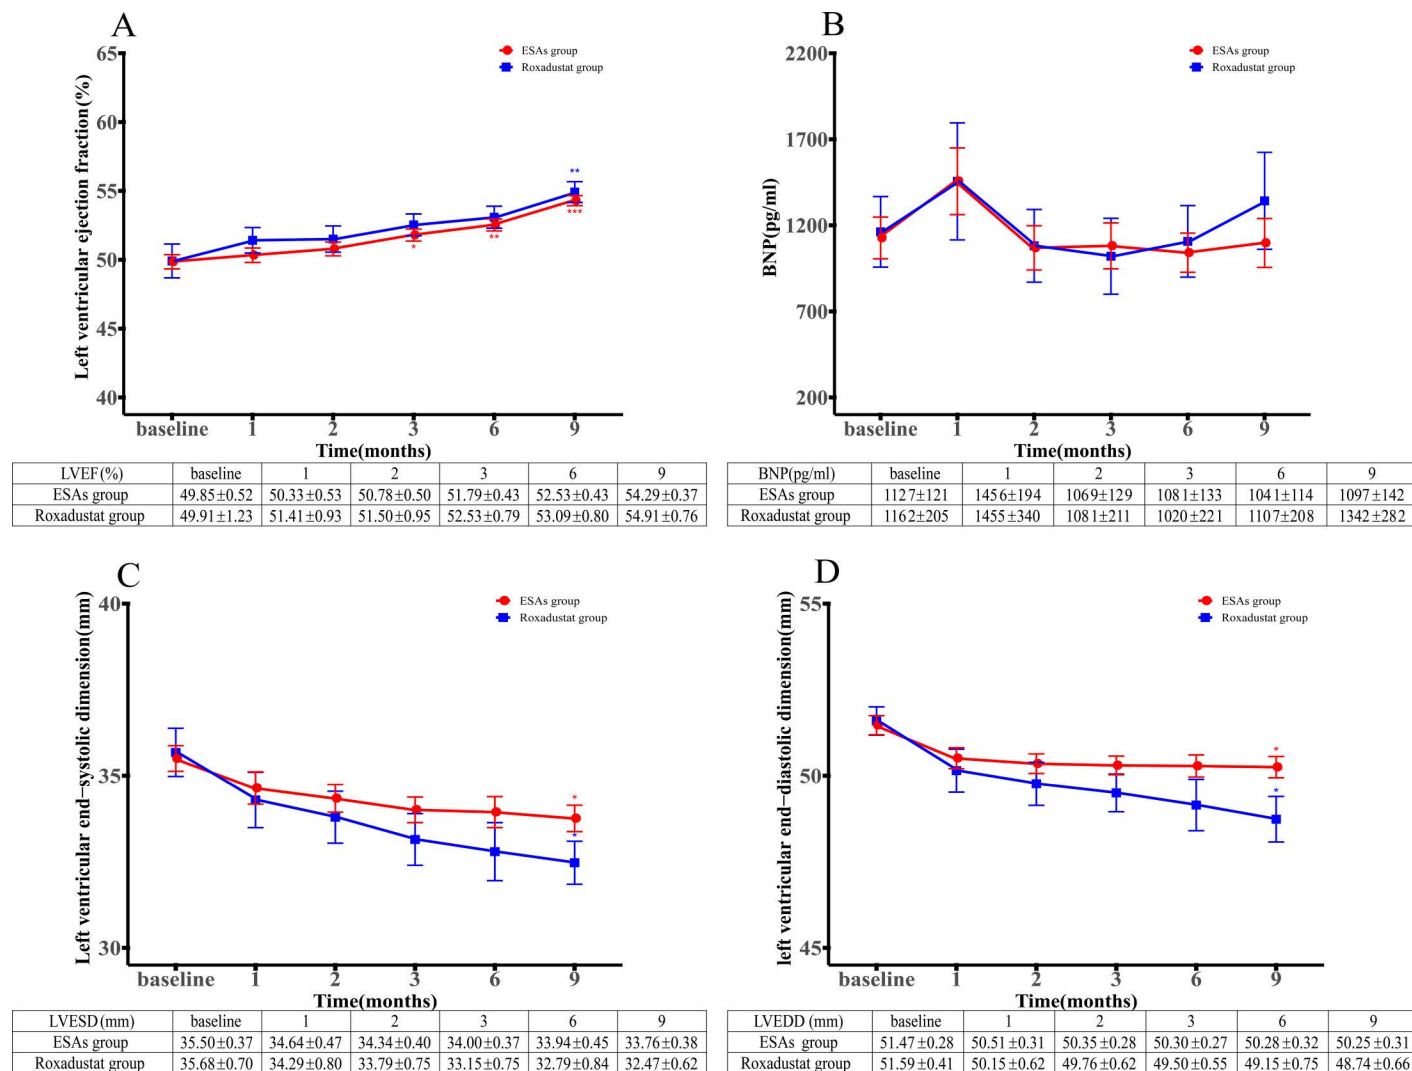 A
ESAs group
Roxadustat group
Left ventricular ejection fraction(%)
65
60
55
50
45
40
**
***
**
*
baseline 1 2 3 6 9
Time(months)
LVEF(%) baseline 1 2 3 6 9
ESAs group 49.85±0.52 50.33±0.53 50.78±0.50 51.79±0.43 52.53±0.43 54.29±0.37
Roxadustat group 49.91±1.23 51.41±0.93 51.50±0.95 52.53±0.79 53.09±0.80 54.91±0.76
B
ESAs group
Roxadustat group
BNP(pg/ml)
2200
1700
1200
700
200
baseline 1 2 3 6 9
Time(months)
BNP(pg/ml) baseline 1 2 3 6 9
ESAs group 1127±121 1456±194 1069±129 1081±133 1041±114 1097±142
Roxadustat group 1162±205 1455±340 1081±211 1020±221 1107±208 1342±282
C
ESAs group
Roxadustat group
Left ventricular end-systolic dimension(mm)
40
35
30
*
*
baseline 1 2 3 6 9
Time(months)
LVESD(mm) baseline 1 2 3 6 9
ESAs group 35.50±0.37 34.64±0.47 34.34±0.40 34.00±0.37 33.94±0.45 33.76±0.38
Roxadustat group 35.68±0.70 34.29±0.80 33.79±0.75 33.15±0.75 32.79±0.84 32.47±0.62
D
ESAs group
Roxadustat group
left ventricular end-diastolic dimension(mm)
55
50
45
*
*
baseline 1 2 3 6 9
Time(months)
LVEDD (mm) baseline 1 2 3 6 9
ESAs group 51.47±0.28 50.51±0.31 50.35±0.28 50.30±0.27 50.28±0.32 50.25±0.31
Roxadustat group 51.59±0.41 50.15±0.62 49.76±0.62 49.50±0.55 49.15±0.75 48.74±0.66